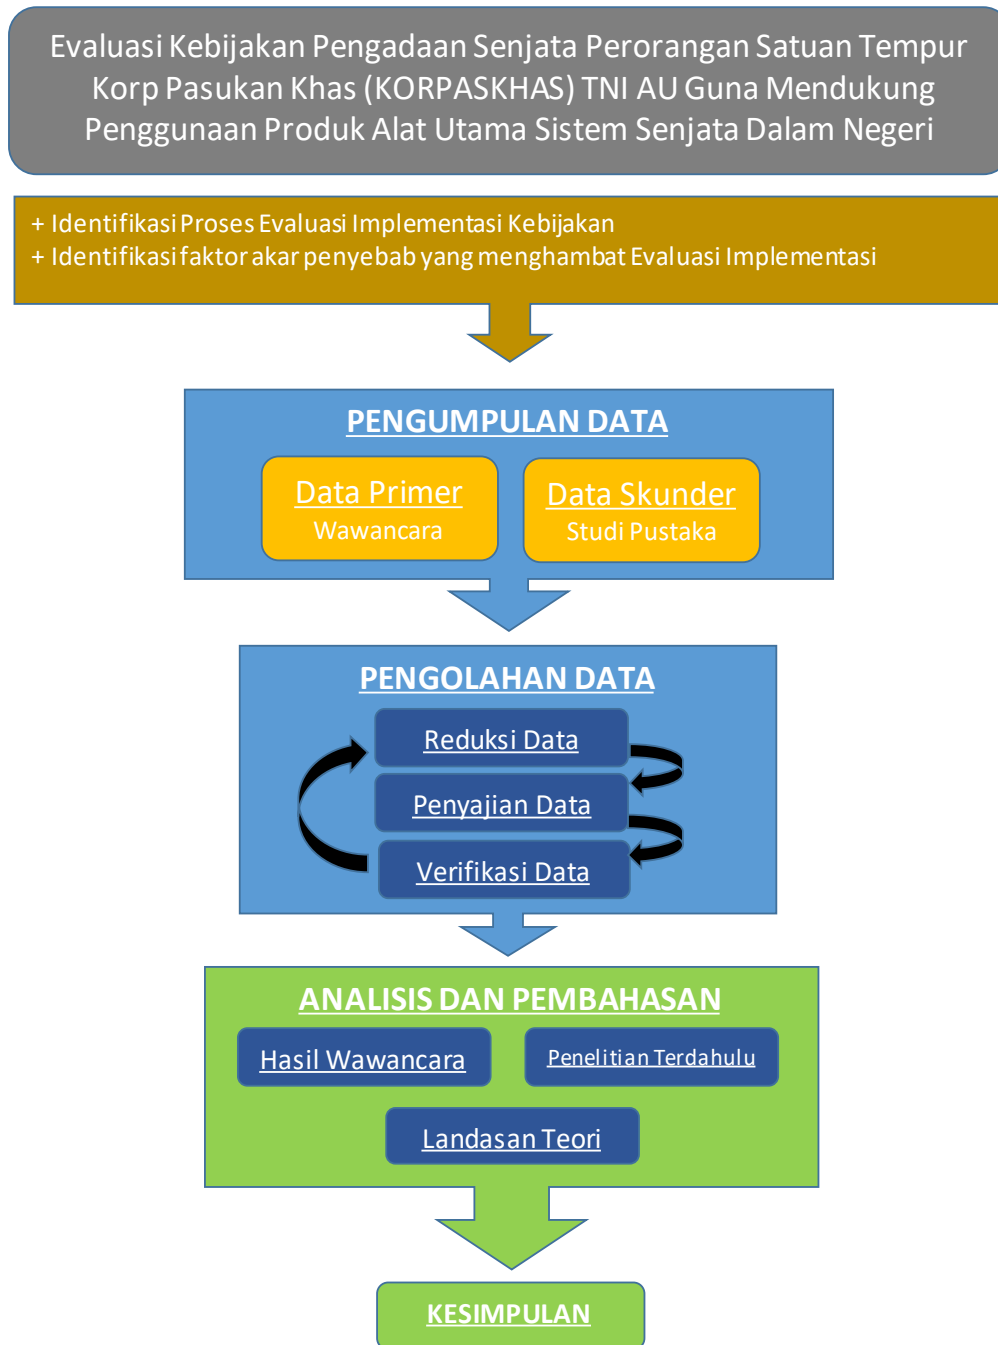 Evaluasi Kebijakan Pengadaan Senjata Perorangan Satuan Tempur
Korp Pasukan Khas (KORPASKHAS) TNI AU Guna Mendukung
Penggunaan Produk Alat Utama Sistem Senjata Dalam Negeri
+ Identifikasi Proses Evaluasi Implementasi Kebijakan
+ Identifikasi faktor akar penyebab yang menghambat Evaluasi Implementasi
PENGUMPULAN DATA
Data Primer
Wawancara
Data Skunder
Studi Pustaka
PENGOLAHAN DATA
Reduksi Data
Penyajian Data
Verifikasi Data
ANALISIS DAN PEMBAHASAN
Hasil Wawancara
Penelitian Terdahulu
Landasan Teori
KESIMPULAN